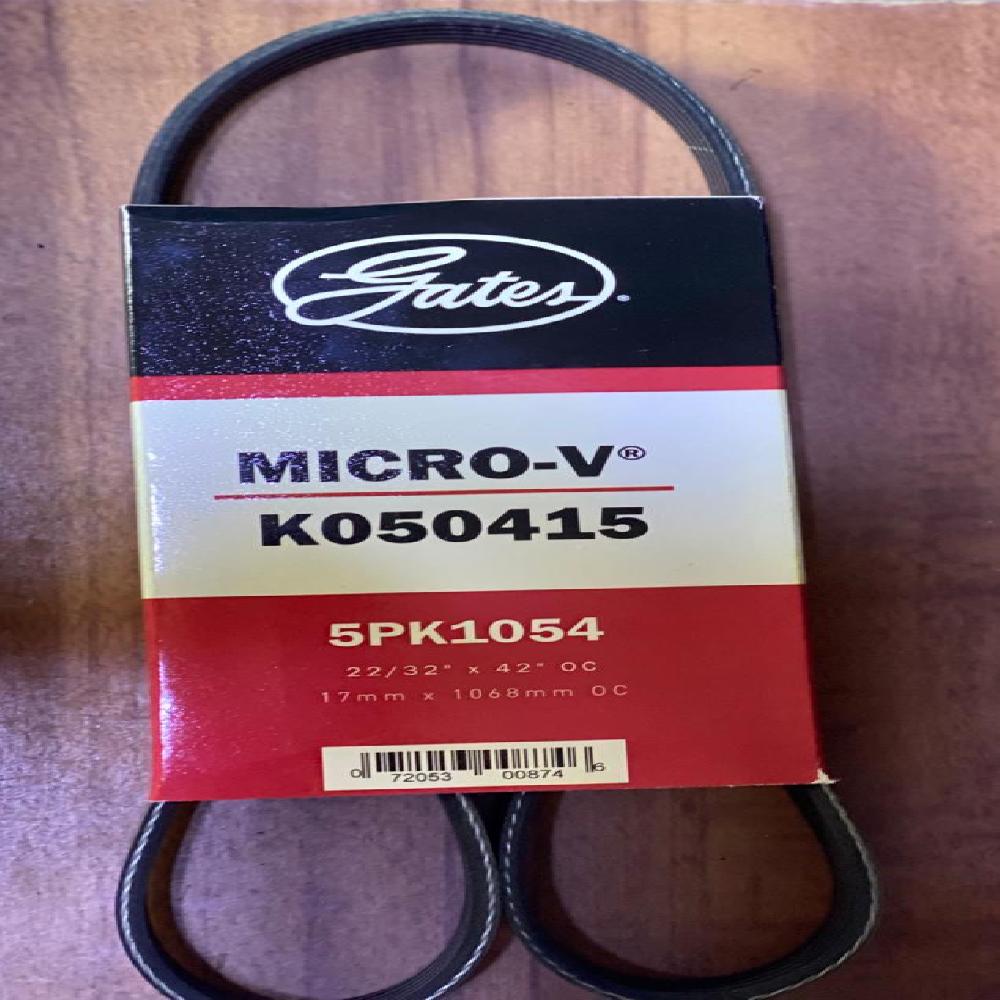 Gates.
MICRO-V®
K050415
5PK1054
22/32" x 42" OC
17mm x 1068mm OC
0 72053 00874 6